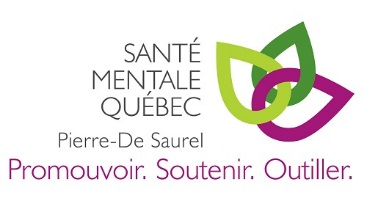 SANTÉ
MENTALE
QUÉBEC
Pierre-De Saurel
Promouvoir. Soutenir. Outiller.